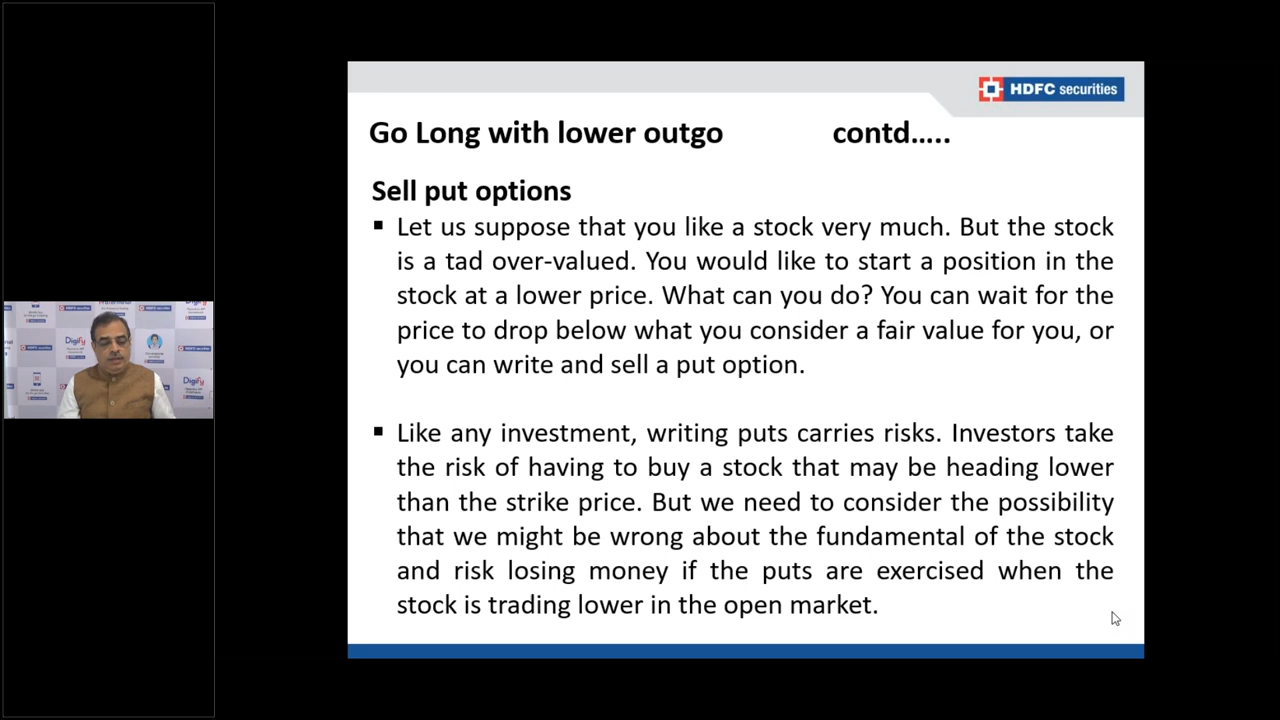 HDFC securities
Go Long with lower outgo contd…..
Sell put options
▪ Let us suppose that you like a stock very much. But the stock
is a tad over-valued. You would like to start a position in the
stock at a lower price. What can you do? You can wait for the
price to drop below what you consider a fair value for you, or
you can write and sell a put option.
▪ Like any investment, writing puts carries risks. Investors take
the risk of having to buy a stock that may be heading lower
than the strike price. But we need to consider the possibility
that we might be wrong about the fundamental of the stock
and risk losing money if the puts are exercised when the
stock is trading lower in the open market.
Digify
Digify
Digify